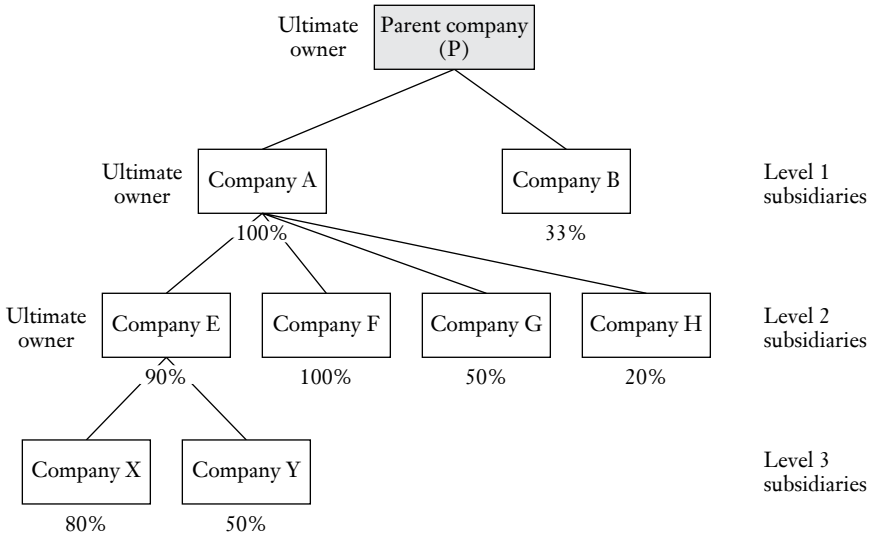 Ultimate
owner
Parent company
(P)
Ultimate
owner
Company A
Company B
Level 1
subsidiaries
100%
33%
Ultimate
owner
Company E
Company F
Company G
Company H
Level 2
subsidiaries
90%
100%
50%
20%
Company X
Company Y
Level 3
subsidiaries
80%
50%